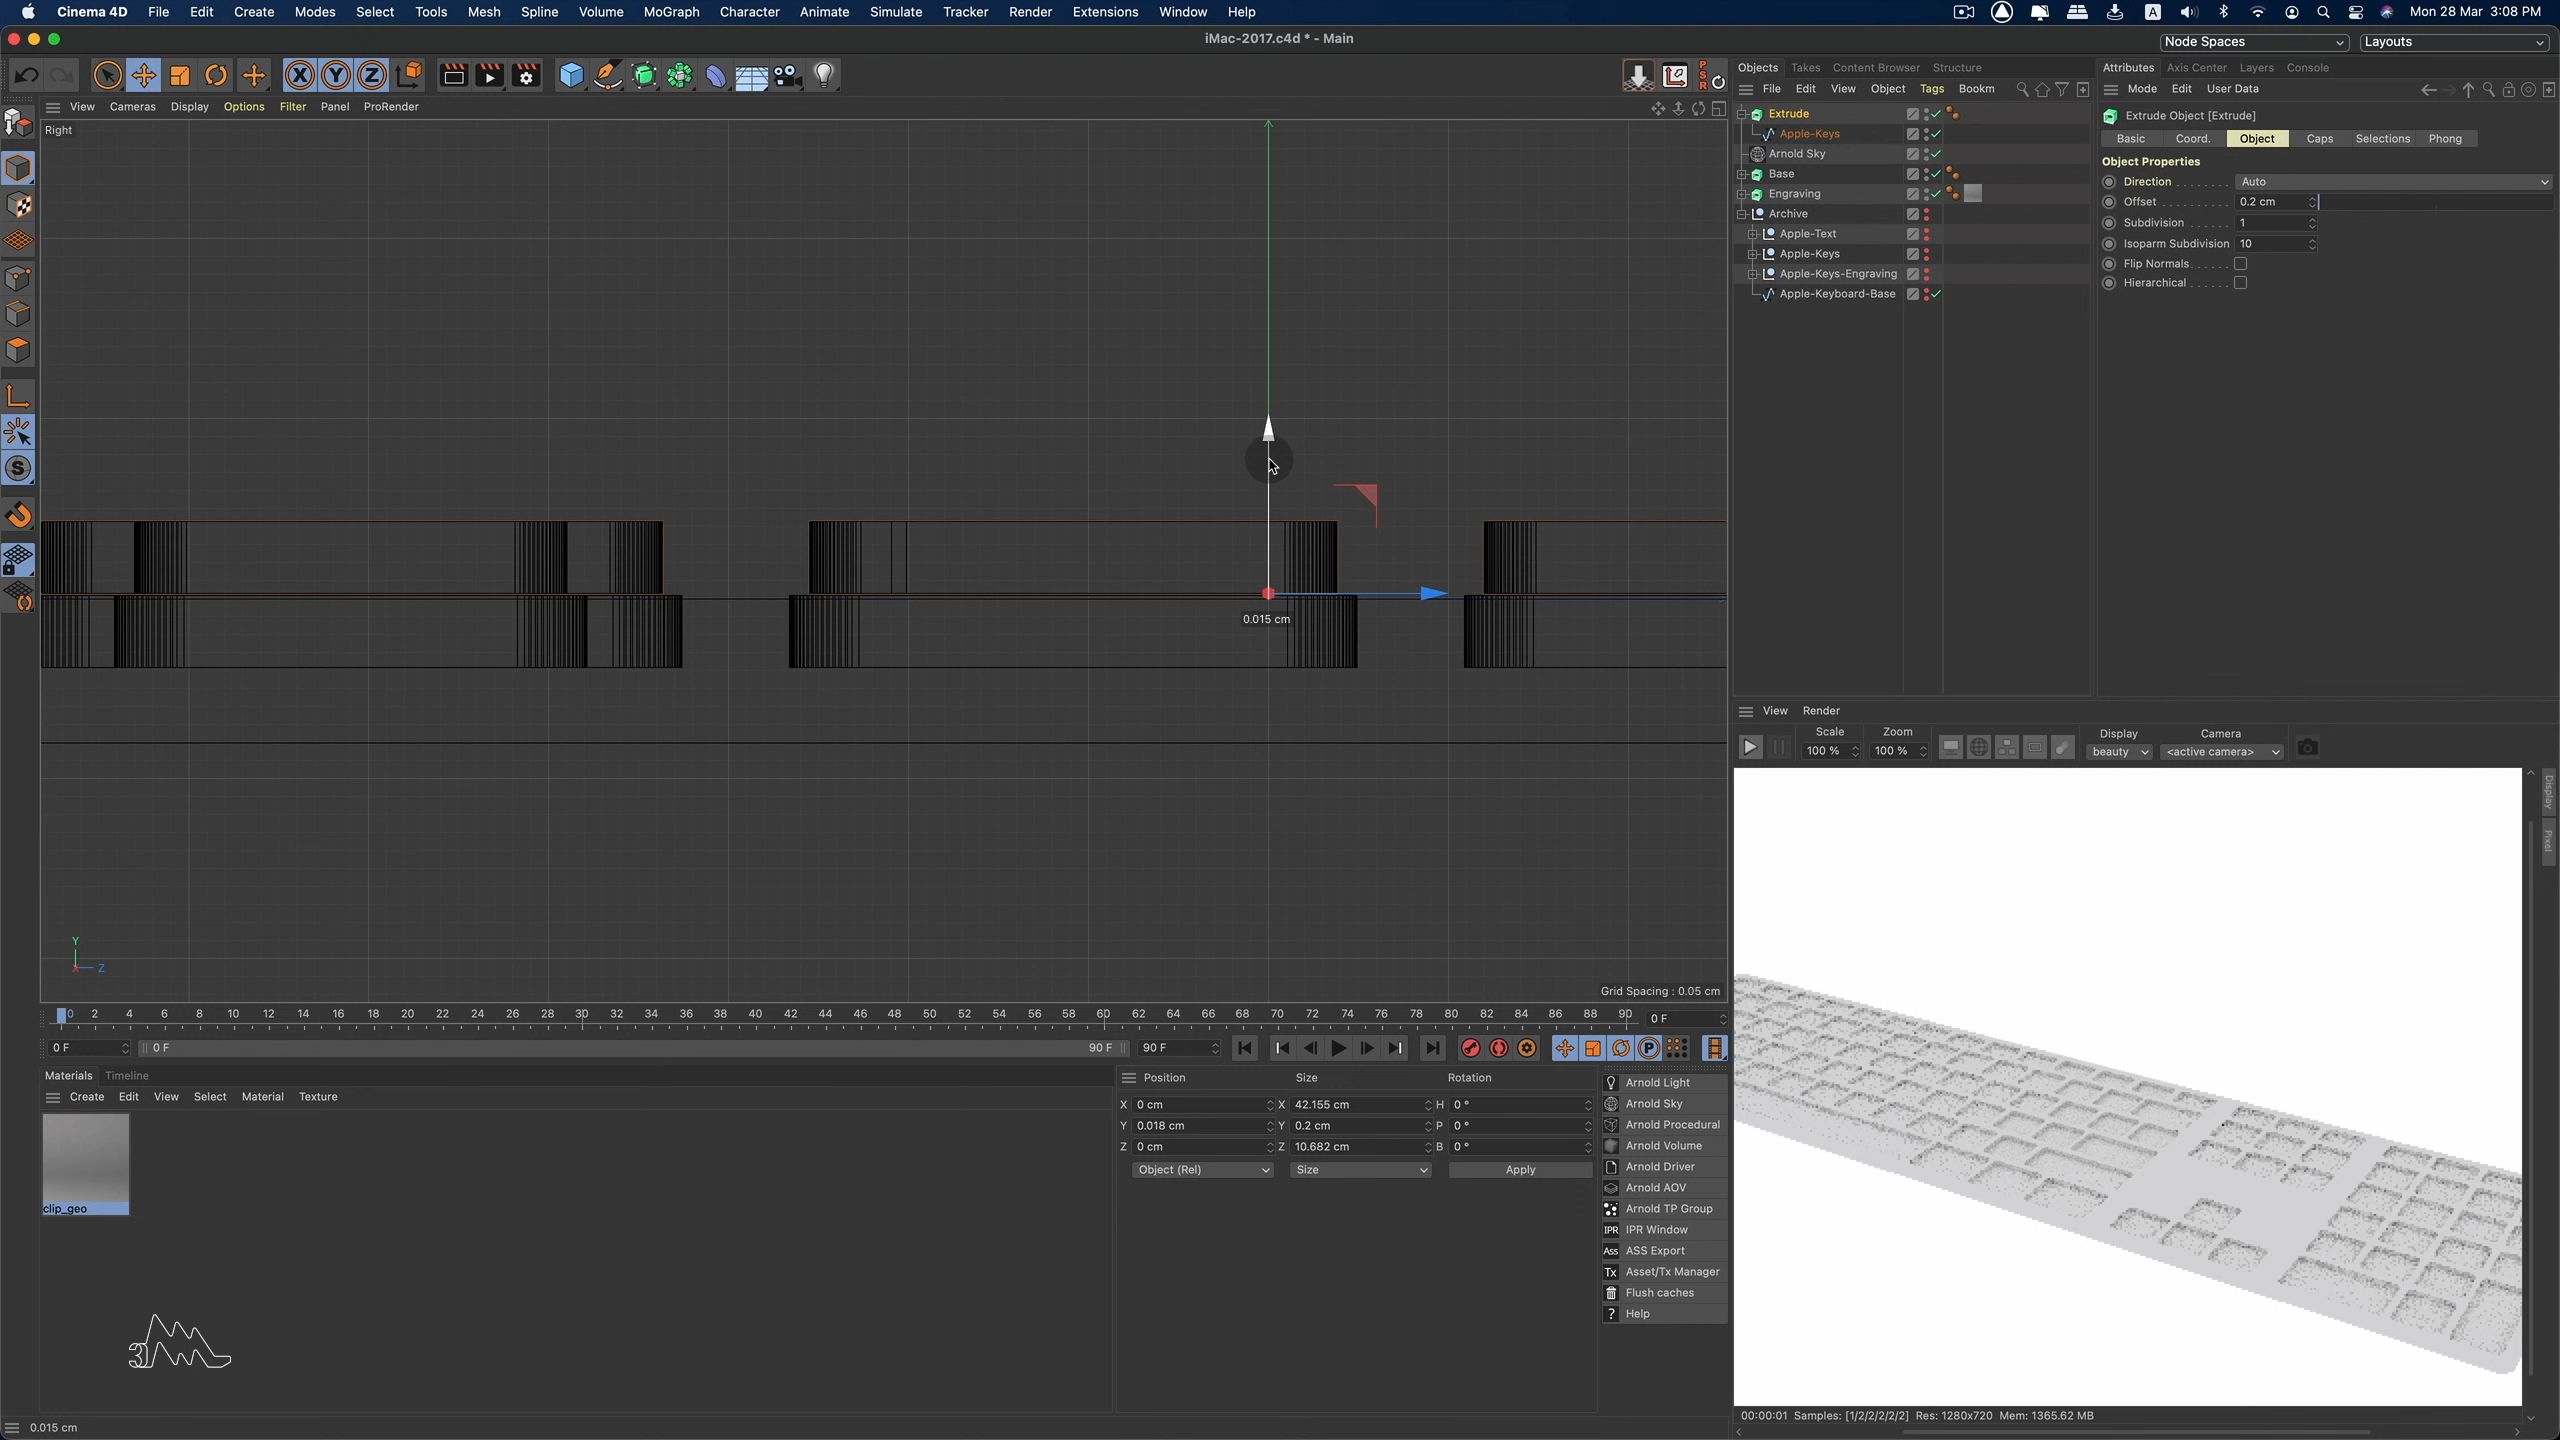 Cinema 4D File Edit Create Modes Select Tools Mesh Spline Volume MoGraph Character Animate Simulate Tracker Render Extensions Window Help A Mon 28 Mar 3:08 PM
iMac-2017.c4d * - Main
Node Spaces Layouts
X Y Z PSR
Objects Takes Content Browser Structure
Attributes Axis Center Layers Console
View Cameras Display Options Filter Panel ProRender
File Edit View Object Tags Bookm
Mode Edit User Data
Right
Extrude
Apple-Keys
Arnold Sky
Base
Engraving
Archive
Apple-Text
Apple-Keys
Apple-Keys-Engraving
Apple-Keyboard-Base
Extrude Object [Extrude]
Basic Coord. Object Caps Selections Phong
Object Properties
Direction Auto
Offset 0.2 cm
Subdivision 1
Isoparm Subdivision 10
Flip Normals
Hierarchical
0.015 cm
Y
X Z
Grid Spacing : 0.05 cm
View Render
Scale Zoom Display Camera
100 % 100 % beauty <active camera>
Display
Pixel
0 2 4 6 8 10 12 14 16 18 20 22 24 26 28 30 32 34 36 38 40 42 44 46 48 50 52 54 56 58 60 62 64 66 68 70 72 74 76 78 80 82 84 86 88 90 0 F
0 F 0 F 90 F 90 F P
Materials Timeline
Create Edit View Select Material Texture
clip_geo
Position Size Rotation
X 0 cm X 42.155 cm H 0 °
Y 0.018 cm Y 0.2 cm P 0 °
Z 0 cm Z 10.682 cm B 0 °
Object (Rel) Size Apply
Arnold Light
Arnold Sky
Arnold Procedural
Arnold Volume
Arnold Driver
Arnold AOV
Arnold TP Group
IPR IPR Window
Ass ASS Export
Tx Asset/Tx Manager
Flush caches
? Help
00:00:01 Samples: [1/2/2/2/2/2] Res: 1280x720 Mem: 1365.62 MB
0.015 cm